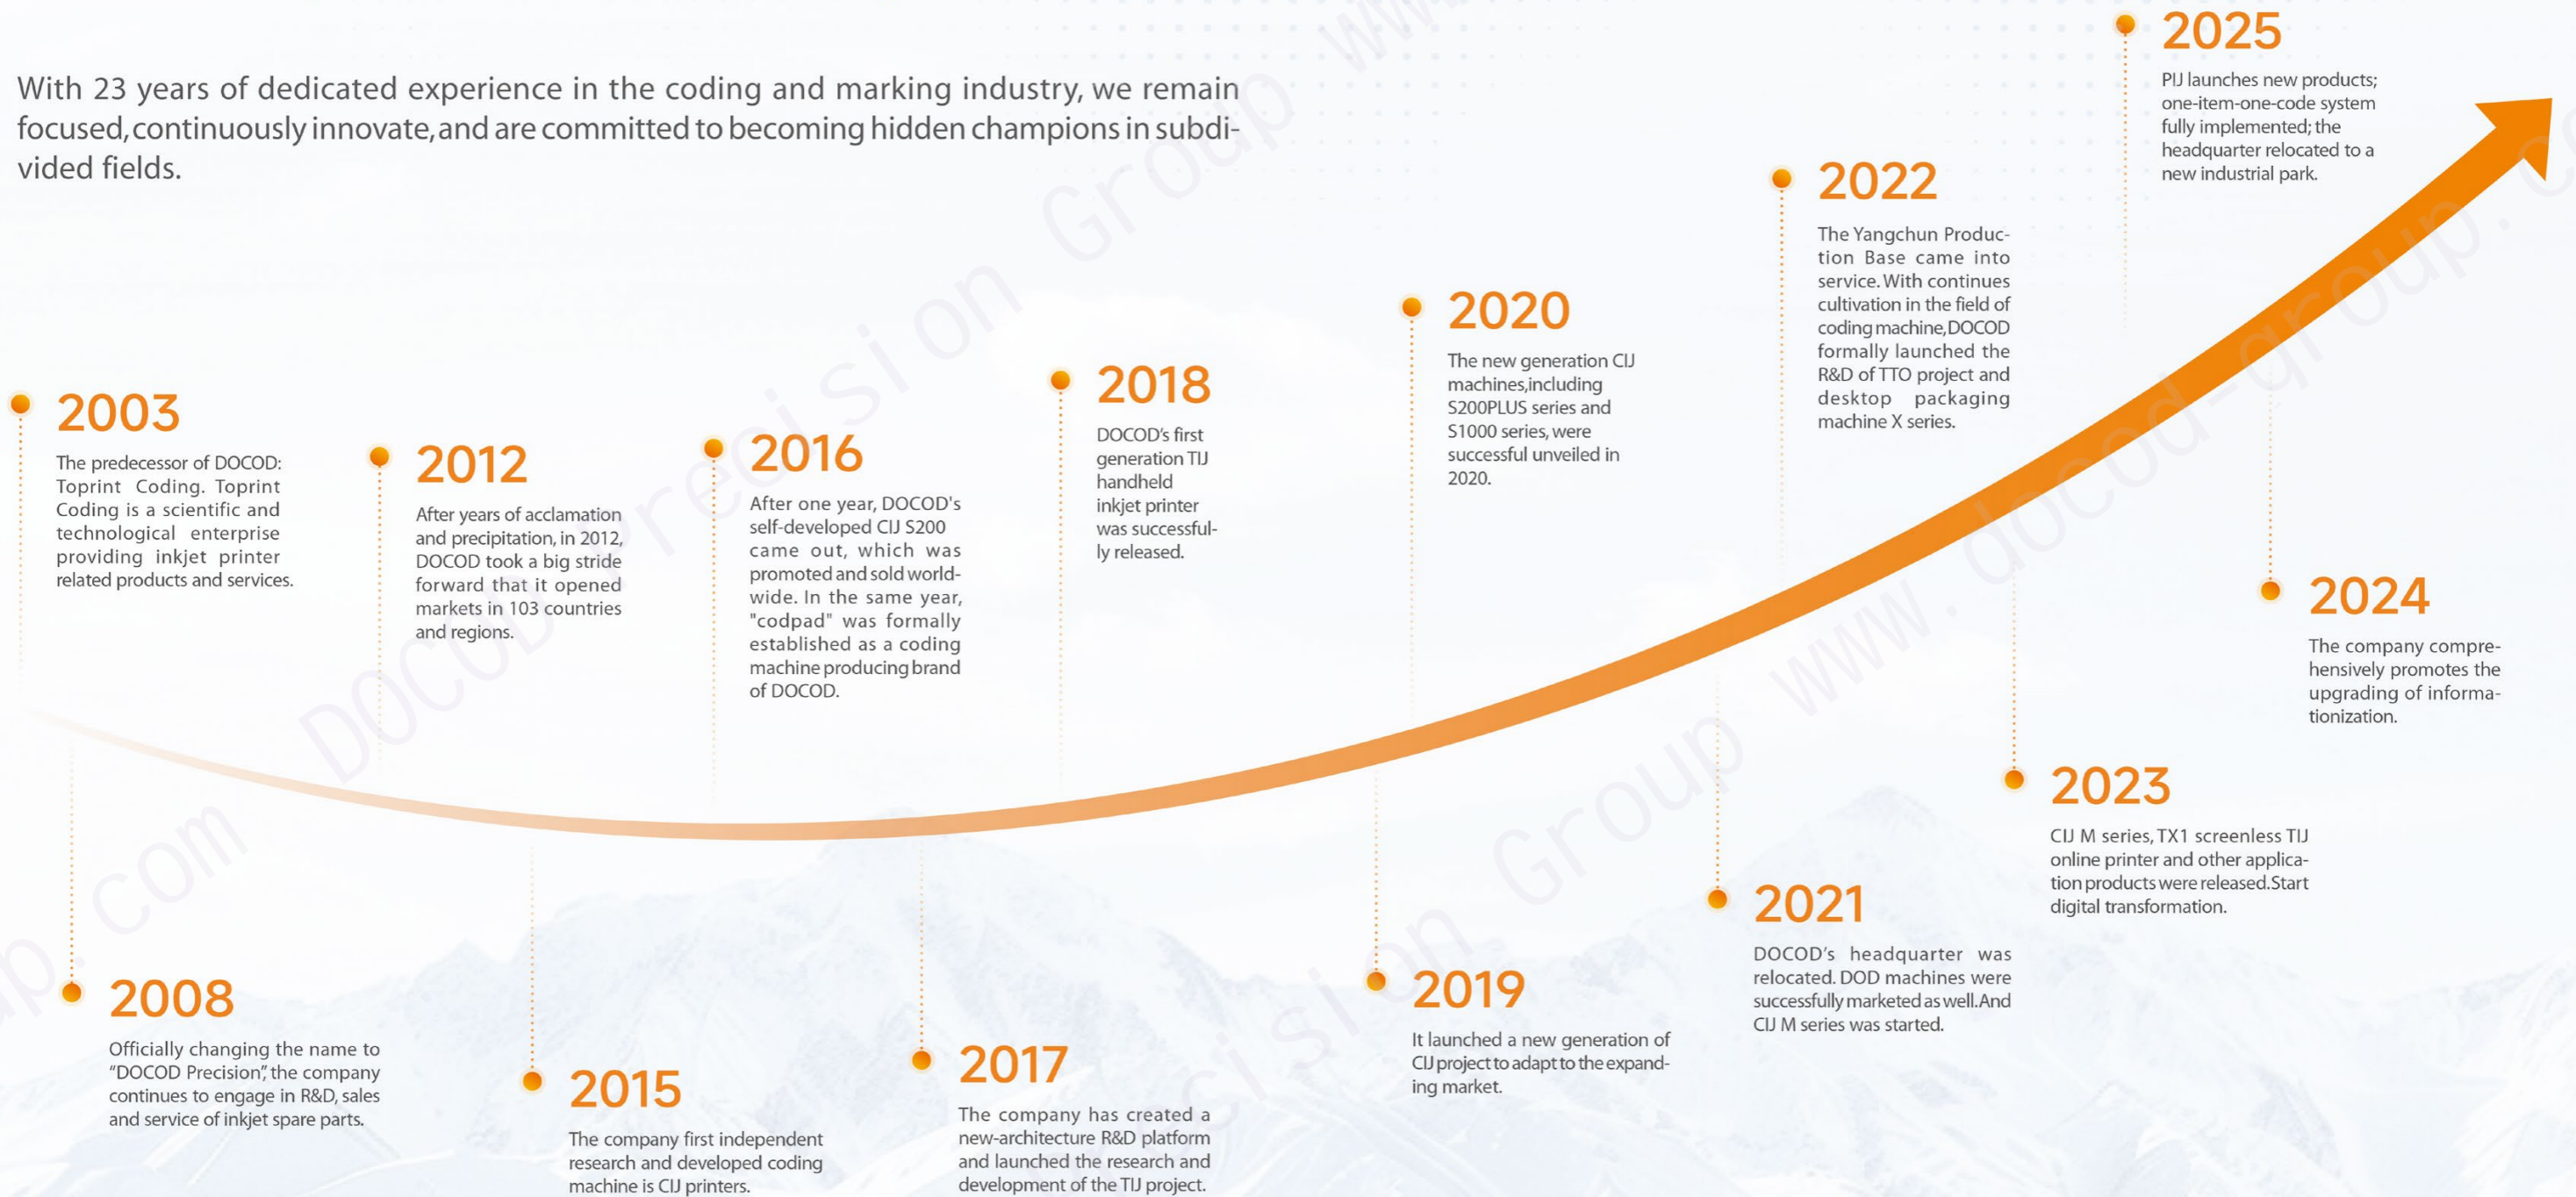 With 23 years of dedicated experience in the coding and marking industry, we remain
focused,continuously innovate,and are committed to becoming hidden champions in subdi-
vided fields.
2003
The predecessor of DOCOD:
Toprint Coding. Toprint
Coding is a scientific and
technological enterprise
providing inkjet printer
related products and services.
2008
Officially changing the name to
“DOCOD Precision”, the company
continues to engage in R&D, sales
and service of inkjet spare parts.
2012
After years of acclamation
and precipitation, in 2012,
DOCOD took a big stride
forward that it opened
markets in 103 countries
and regions.
2015
The company first independent
research and developed coding
machine is CIJ printers.
2016
After one year, DOCOD's
self-developed CIJ S200
came out, which was
promoted and sold world-
wide. In the same year,
"codpad" was formally
established as a coding
machine producing brand
of DOCOD.
2017
The company has created a
new-architecture R&D platform
and launched the research and
development of the TIJ project.
2018
DOCOD’s first
generation TIJ
handheld
inkjet printer
was successful-
ly released.
2019
It launched a new generation of
CIJ project to adapt to the expand-
ing market.
2020
The new generation CIJ
machines,including
S200PLUS series and
S1000 series, were
successful unveiled in
2020.
2021
DOCOD’s headquarter was
relocated. DOD machines were
successfully marketed as well.And
CIJ M series was started.
2022
The Yangchun Produc-
tion Base came into
service. With continues
cultivation in the field of
coding machine,DOCOD
formally launched the
R&D of TTO project and
desktop packaging
machine X series.
2023
CIJ M series, TX1 screenless TIJ
online printer and other applica-
tion products were released.Start
digital transformation.
2024
The company compre-
hensively promotes the
upgrading of informa-
tionization.
2025
PIJ launches new products;
one-item-one-code system
fully implemented; the
headquarter relocated to a
new industrial park.
up.com DOCOD Precision Group www.
cision Group www.docod-group.co